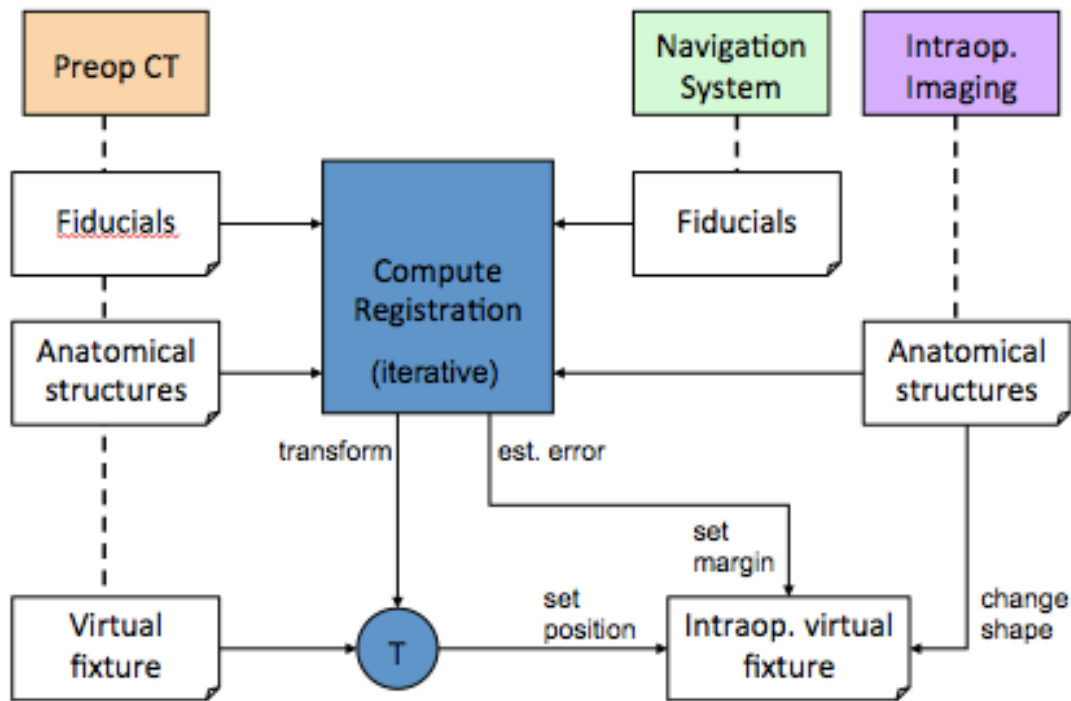 Preop CT
Navigation
System
Intraop.
Imaging
Fiducials
Compute
Registration
(iterative)
Fiducials
Anatomical
structures
Anatomical
structures
transform
est. error
set
margin
change
shape
Virtual
fixture
T
set
position
Intraop. virtual
fixture